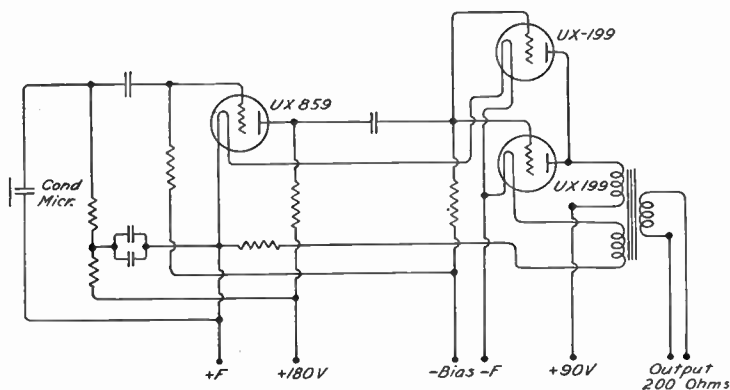 UX-199
UX 859
Cond
Micr.
UX 199
+F
+180V
-Bias
-F
+90V
Output
200 Ohms